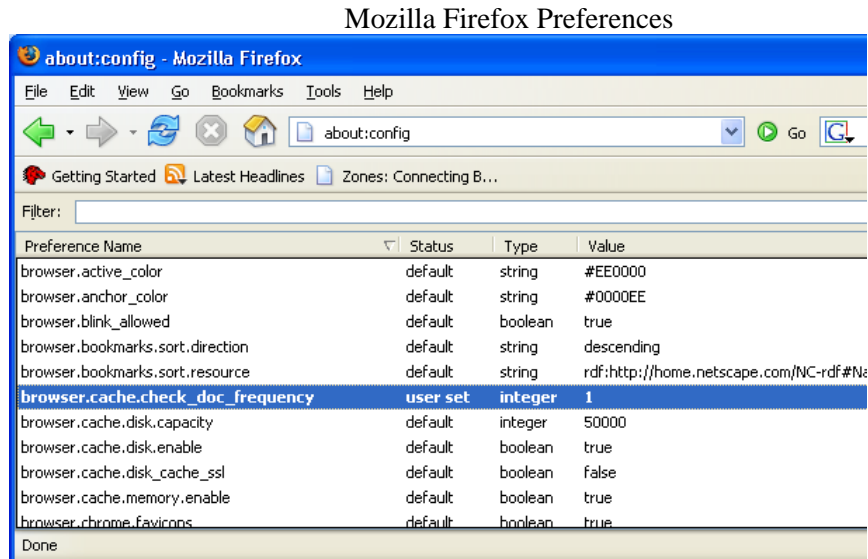 Mozilla Firefox Preferences
about:config - Mozilla Firefox
File Edit View Go Bookmarks Tools Help
about:config Go G
Getting Started Latest Headlines Zones: Connecting B...
Filter:
Preference Name Status Type Value
browser.active_color default string #EE0000
browser.anchor_color default string #0000EE
browser.blink_allowed default boolean true
browser.bookmarks.sort.direction default string descending
browser.bookmarks.sort.resource default string rdf:http://home.netscape.com/NC-rdf#Na
browser.cache.check_doc_frequency user set integer 1
browser.cache.disk.capacity default integer 50000
browser.cache.disk.enable default boolean true
browser.cache.disk_cache_ssl default boolean false
browser.cache.memory.enable default boolean true
browser.chrome.favicons default boolean true
Done